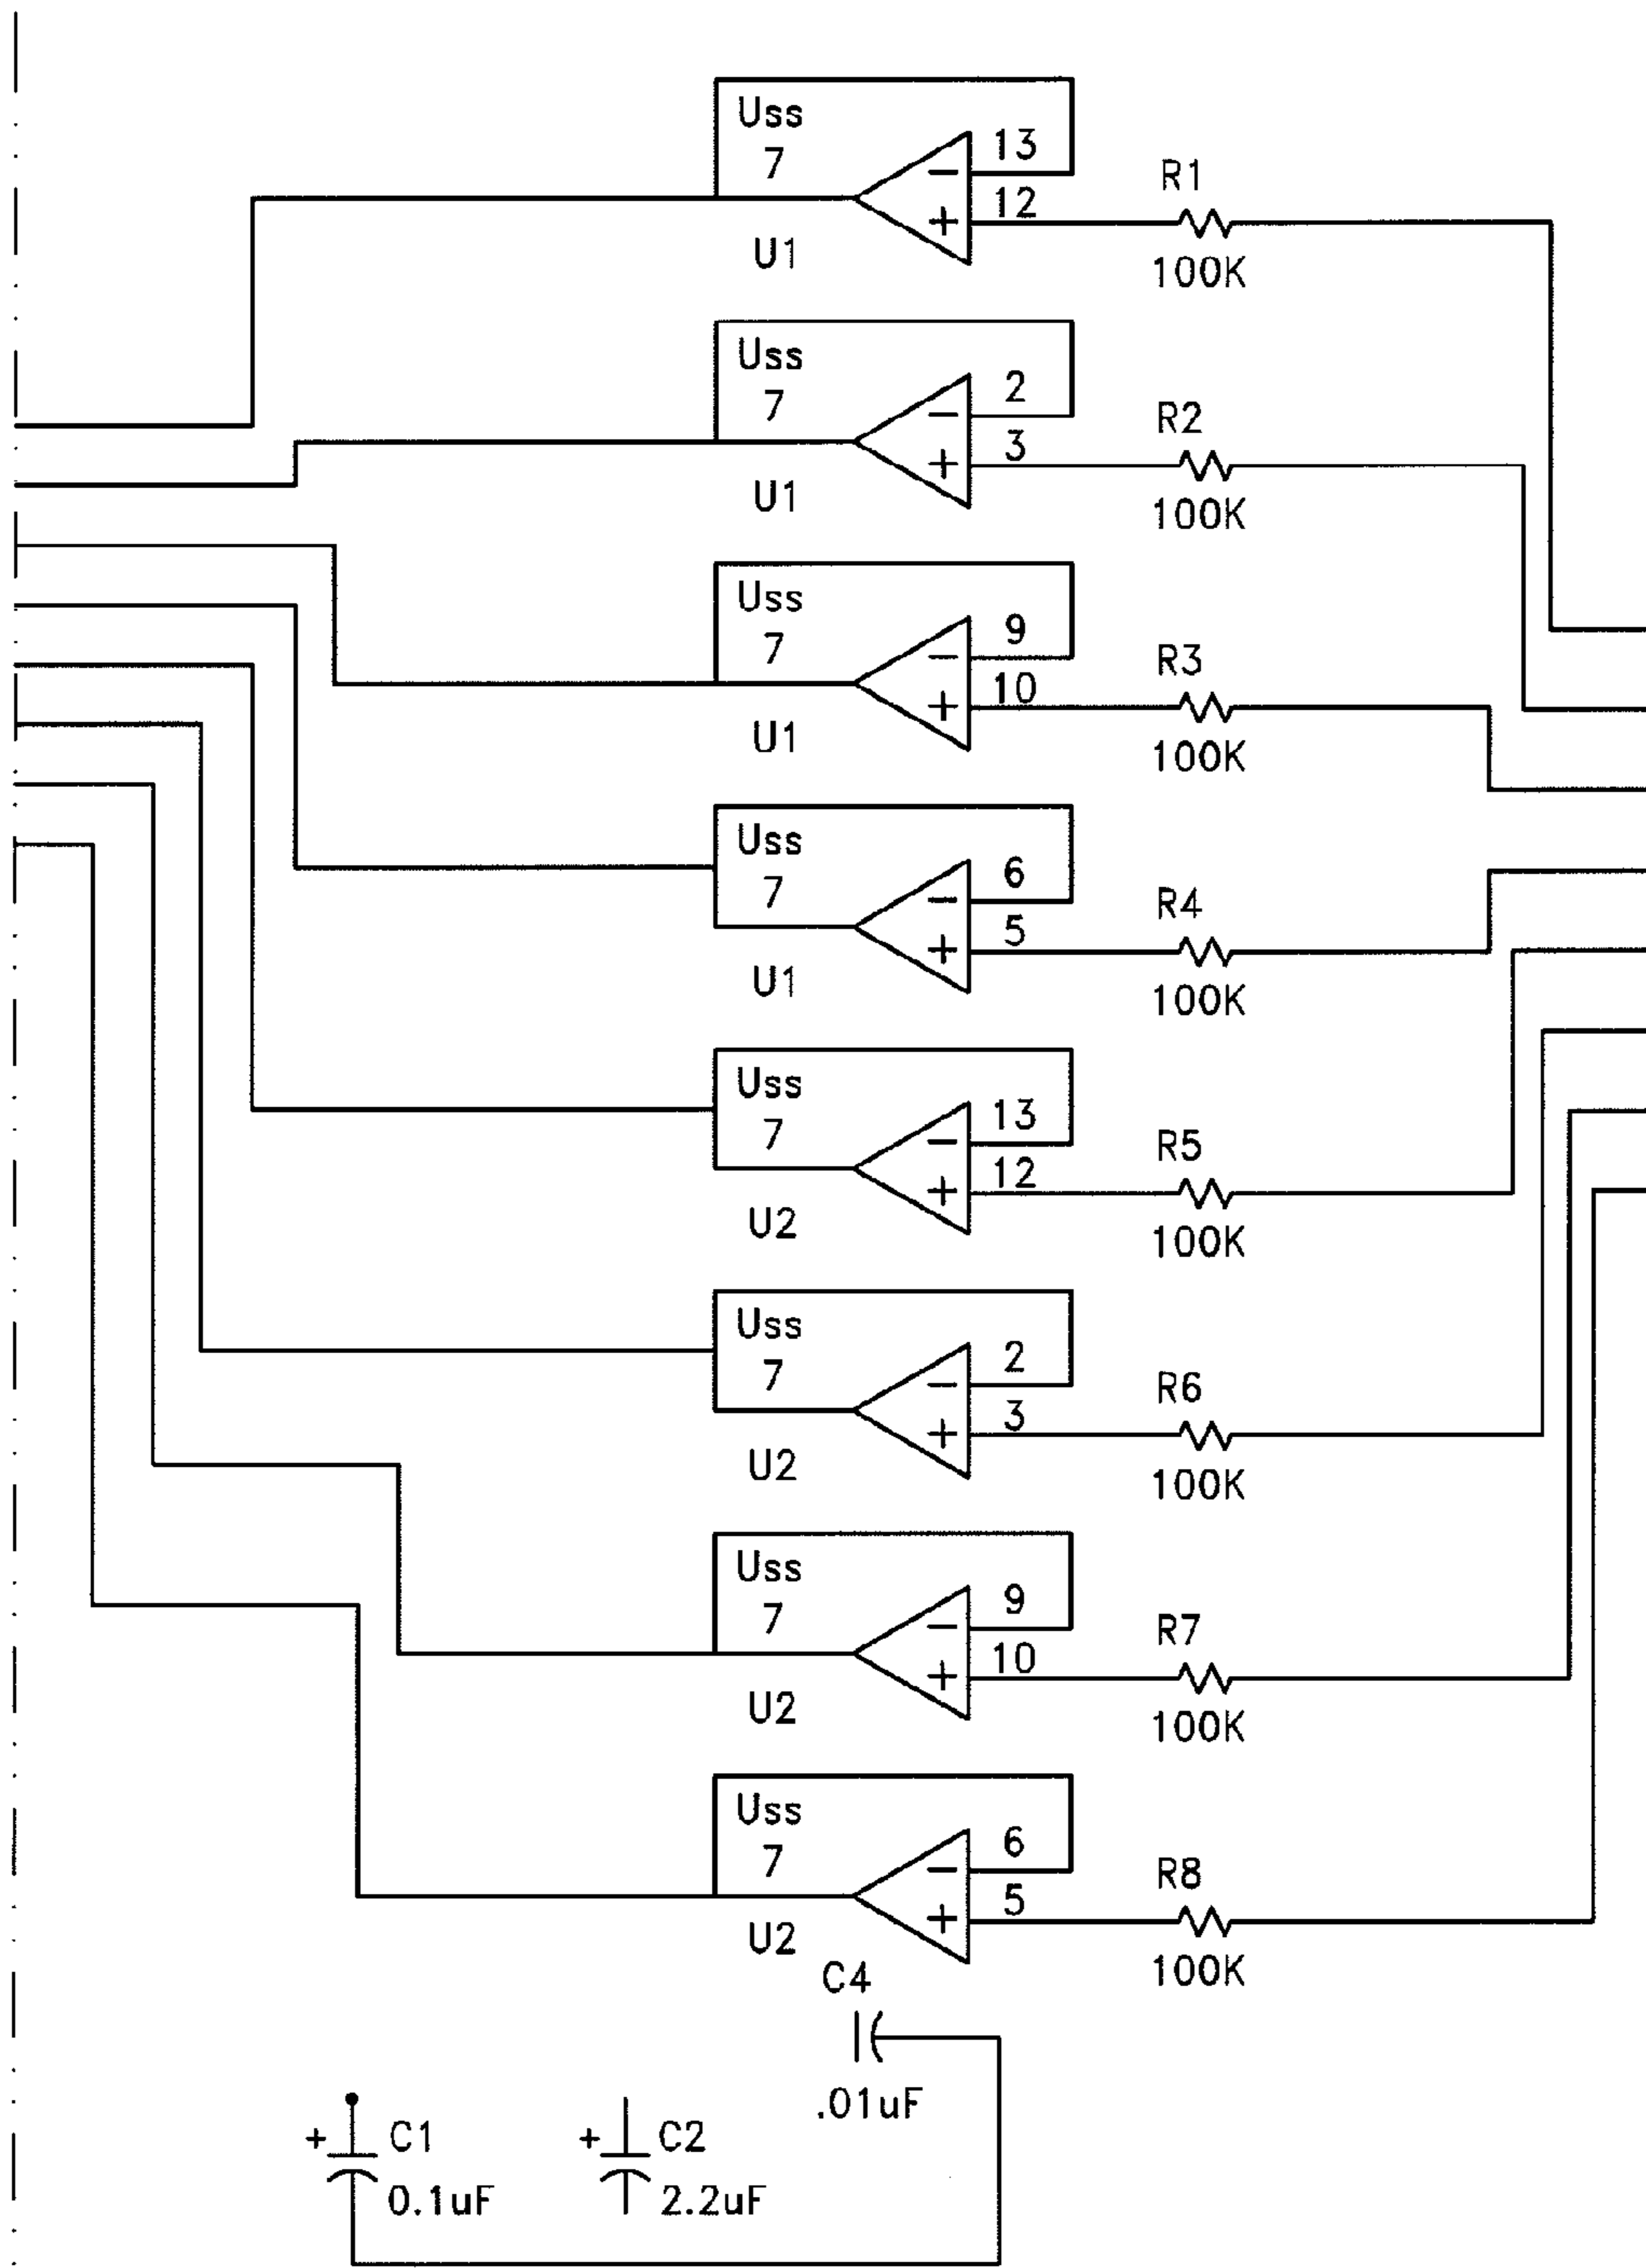 Uss
7
-
13
+
12
U1
R1
100K
Uss
7
-
2
+
3
U1
R2
100K
Uss
7
-
9
+
10
U1
R3
100K
Uss
7
-
6
+
5
U1
R4
100K
Uss
7
-
13
+
12
U2
R5
100K
Uss
7
-
2
+
3
U2
R6
100K
Uss
7
-
9
+
10
U2
R7
100K
Uss
7
-
6
+
5
U2
R8
100K
C4
.01uF
+ C1
0.1uF
+ C2
2.2uF